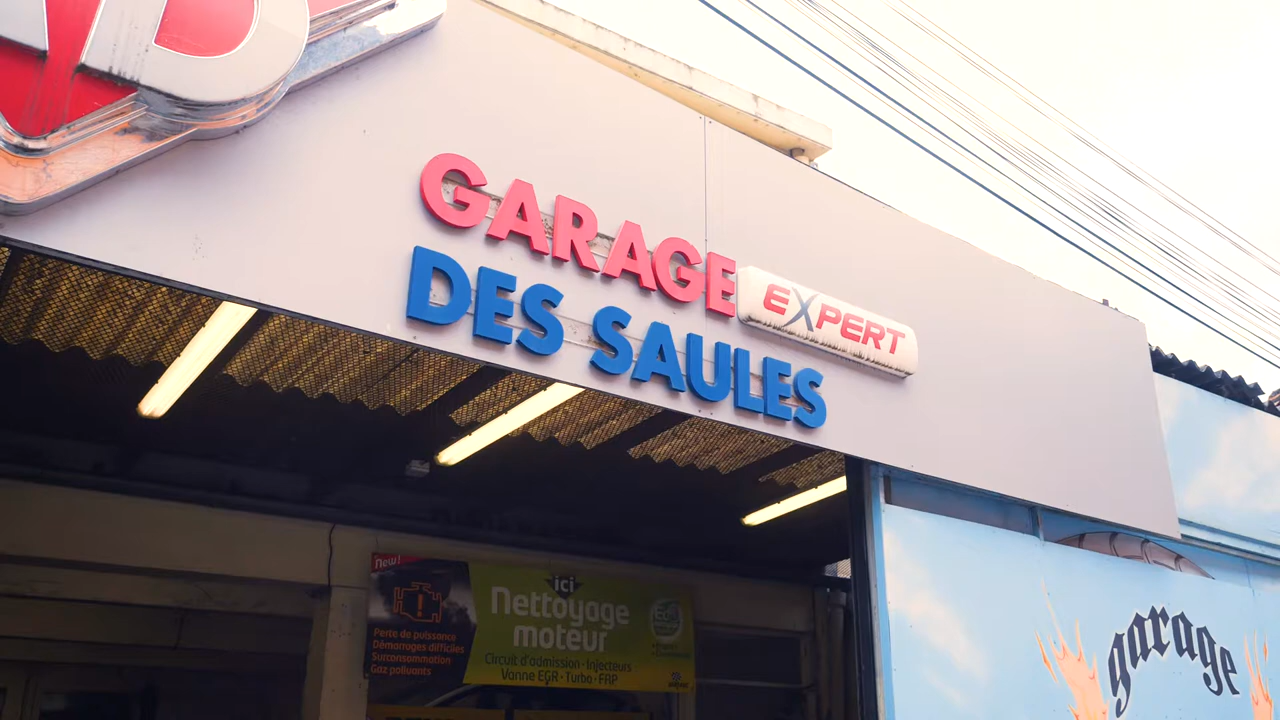 AD
GARAGE EXPERT
DES SAULES
New!
ici
Nettoyage
moteur
Perte de puissance
Démarrages difficiles
Surconsommation
Gaz polluants
Circuit d'admission - Injecteurs
Vanne EGR - Turbo - FAP
garage